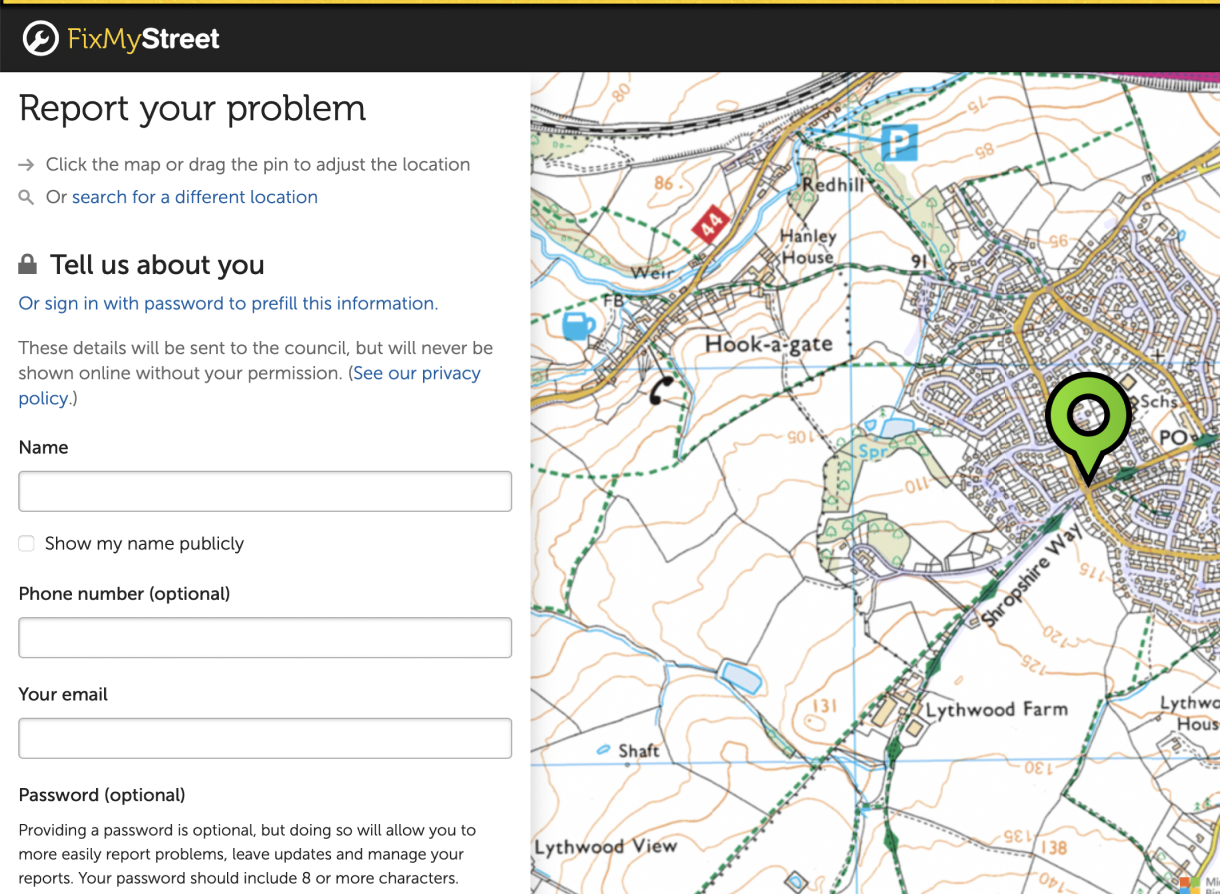 FixMyStreet
Report your problem
Click the map or drag the pin to adjust the location
Or search for a different location
Tell us about you
Or sign in with password to prefill this information.
These details will be sent to the council, but will never be
shown online without your permission. (See our privacy
policy.)
Name
Show my name publicly
Phone number (optional)
Your email
Password (optional)
Providing a password is optional, but doing so will allow you to
more easily report problems, leave updates and manage your
reports. Your password should include 8 or more characters.
80
75
P
85
86
Redhill
44
Hanley
House
95
Weir
91
FB
Hook-a-gate
Schs
PO
105
Spr
110
Shropshire Way
115
120
125
131
Lythwood Farm
Lythwo
Hous
Shaft
130
135
138
Lythwood View
140